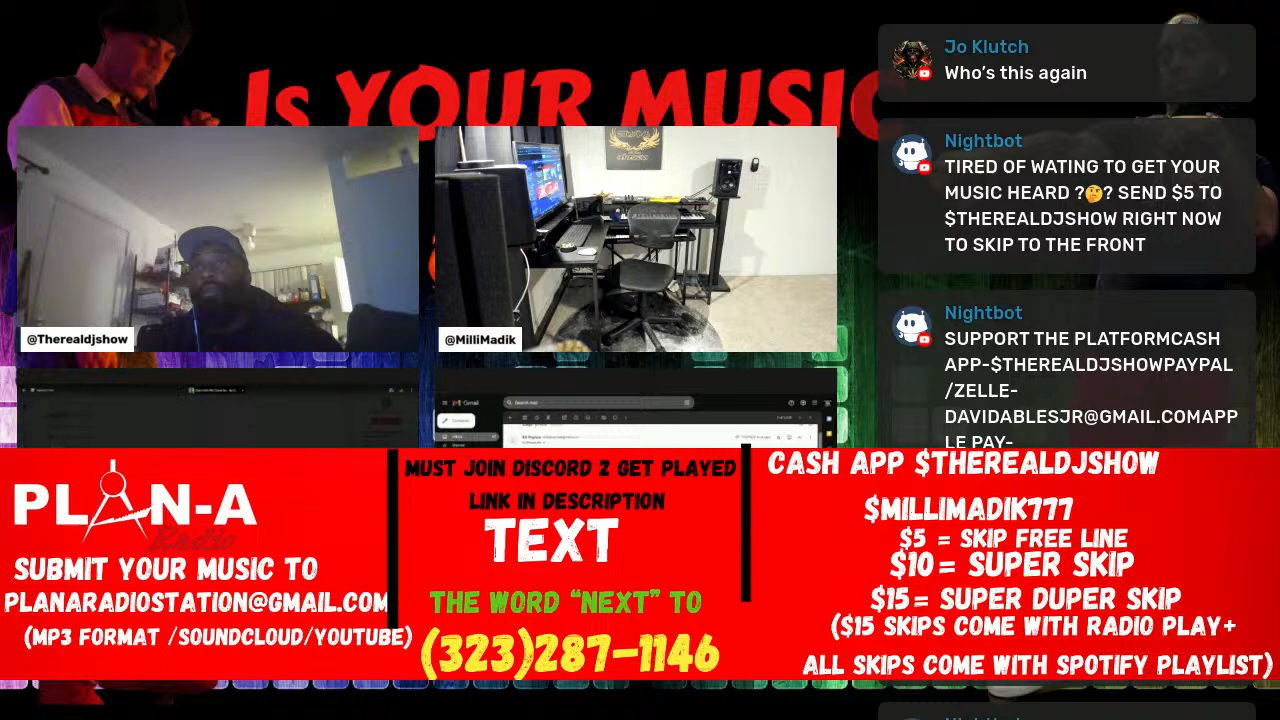 Is YOUR MUSIC
Jo Klutch
Who's this again
Nightbot
TIRED OF WATING TO GET YOUR
MUSIC HEARD ?🤔? SEND $5 TO
$THEREALDJSHOW RIGHT NOW
TO SKIP TO THE FRONT
Nightbot
SUPPORT THE PLATFORMCASH
APP-$THEREALDJSHOWPAYPAL
/ZELLE-
DAVIDABLESJR@GMAIL.COMAPP
LE PAY-
@Therealdjshow
@MilliMadik
Gmail
Search mail
PLAN-A
Radio
SUBMIT YOUR MUSIC TO
PLANARADIOSTATION@GMAIL.COM
(MP3 FORMAT /SOUNDCLOUD/YOUTUBE)
MUST JOIN DISCORD 2 GET PLAYED
LINK IN DESCRIPTION
TEXT
THE WORD “NEXT” TO
(323)287-1146
CASH APP $THEREALDJSHOW
$MILLIMADIK777
$5 = SKIP FREE LINE
$10 = SUPER SKIP
$15 = SUPER DUPER SKIP
($15 SKIPS COME WITH RADIO PLAY+
ALL SKIPS COME WITH SPOTIFY PLAYLIST)